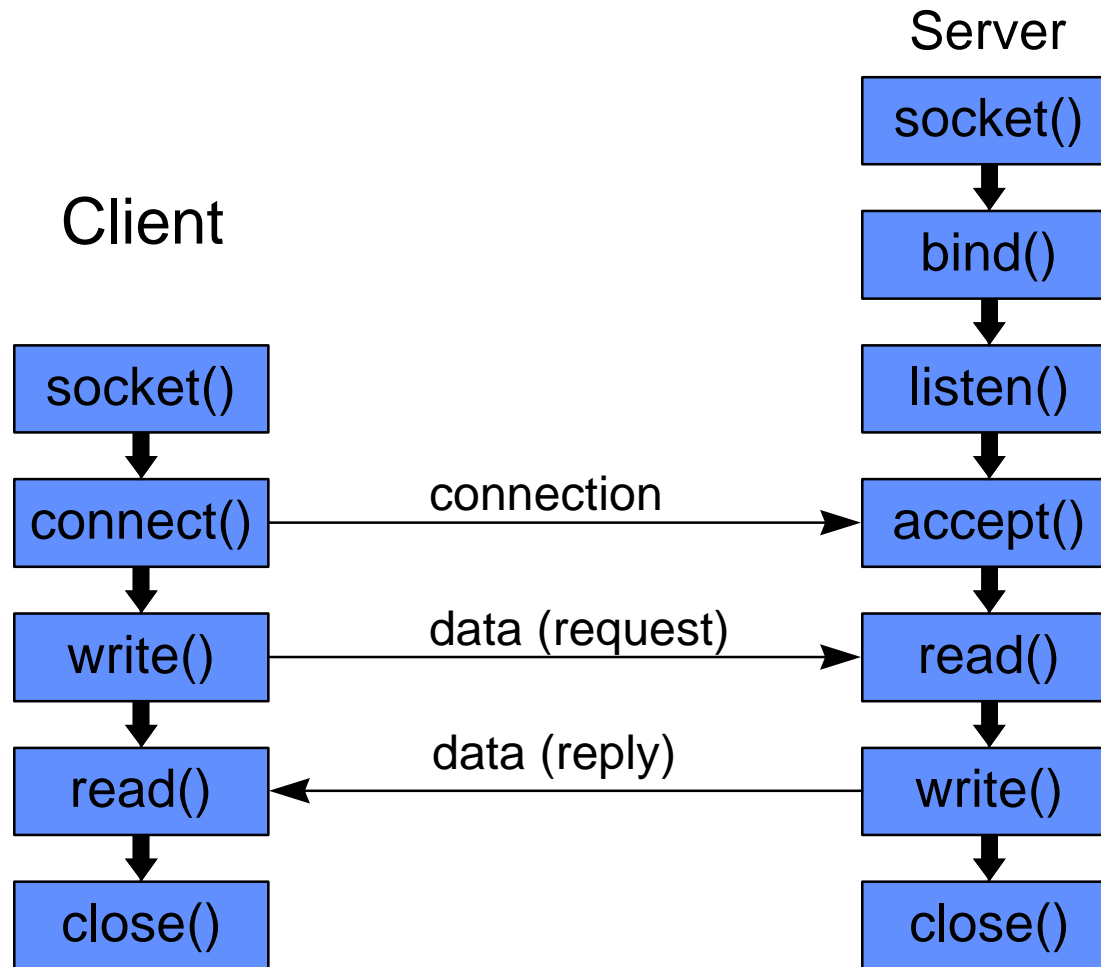 Server
socket()
bind()
Client
socket()
listen()
connect()
connection
accept()
write()
data (request)
read()
read()
data (reply)
write()
close()
close()